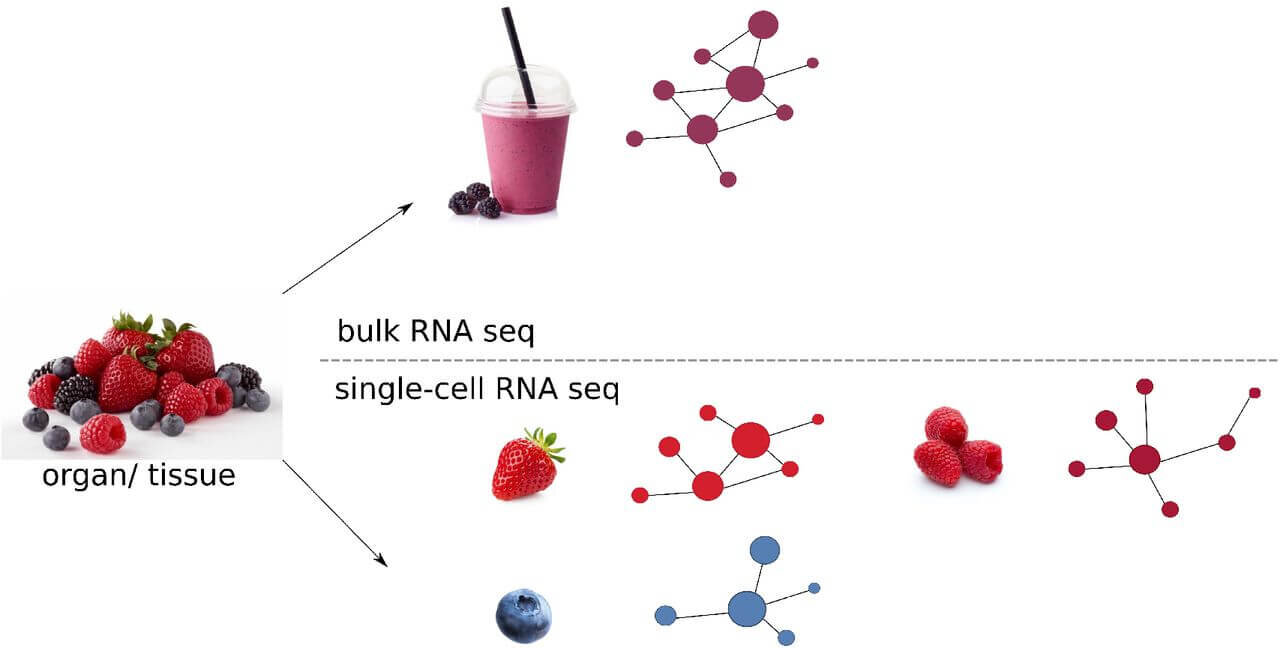 bulk RNA seq
single-cell RNA seq
organ/ tissue